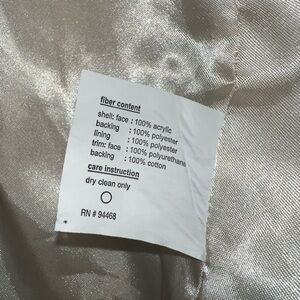 fiber content
shell: face : 100% acrylic
backing : 100% polyester
lining : 100% polyester
trim: face : 100% polyurethane
backing : 100% cotton
care instruction
dry clean only
RN # 94468